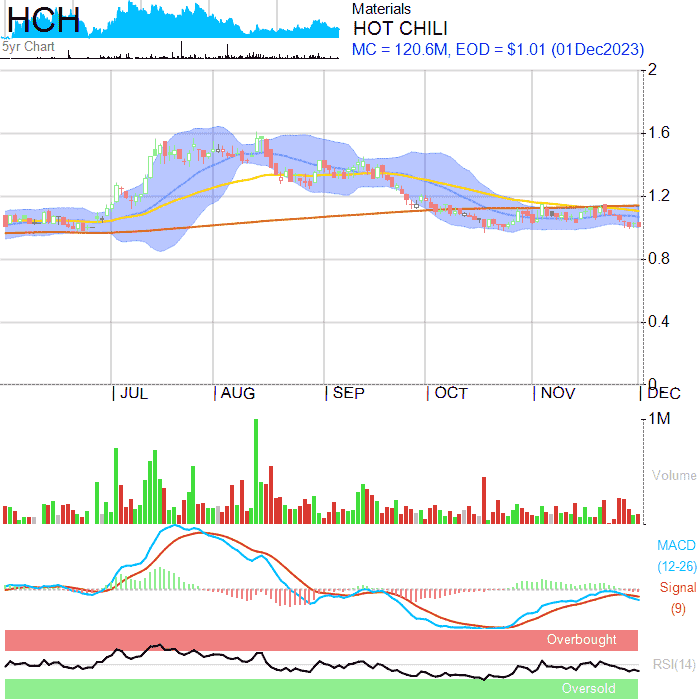 HCH
5yr Chart
Materials
HOT CHILI
MC = 120.6M, EOD = $1.01 (01Dec2023)
2
1.6
1.2
0.8
0.4
0
JUL AUG SEP OCT NOV DEC
1M
Volume
MACD
(12-26)
Signal
(9)
Overbought
RSI(14)
Oversold